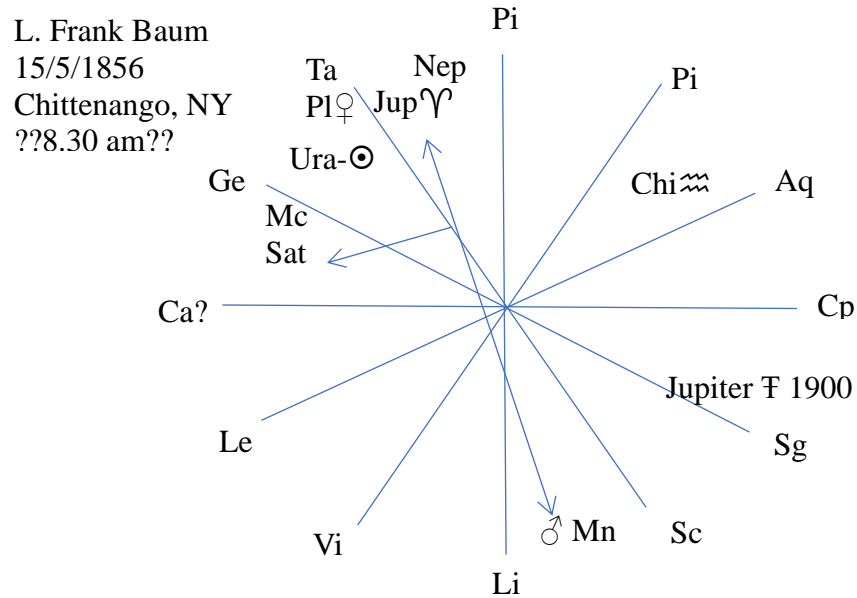 L. Frank Baum
15/5/1856
Chittenango, NY
??8.30 am??
Pi
Ta
Nep
Pl♀
Jup♈
Pi
Ura-☉
Ge
Chi♒
Aq
Mc
Sat
Ca?
Cp
Jupiter Ŧ 1900
Le
Sg
Vi
♂ Mn
Sc
Li